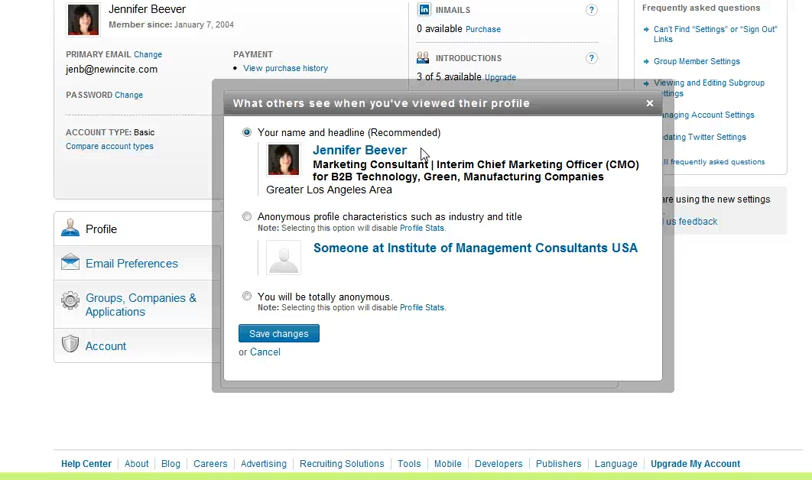 Jennifer Beever
Member since: January 7, 2004
PRIMARY EMAIL Change
jenb@newincite.com
PASSWORD Change
ACCOUNT TYPE: Basic
Compare account types
PAYMENT
• View purchase history
in INMAILS ?
0 available Purchase
INTRODUCTIONS ?
3 of 5 available Upgrade
Frequently asked questions
Can't Find "Settings" or "Sign Out"
Links
Group Member Settings
Viewing and Editing Subgroup
ettings
anaging Account Settings
pdating Twitter Settings
ll frequently asked questions
are using the new settings
us feedback
What others see when you've viewed their profile ×
Your name and headline (Recommended)
Jennifer Beever
Marketing Consultant | Interim Chief Marketing Officer (CMO)
for B2B Technology, Green, Manufacturing Companies
Greater Los Angeles Area
Anonymous profile characteristics such as industry and title
Note: Selecting this option will disable Profile Stats.
Someone at Institute of Management Consultants USA
You will be totally anonymous.
Note: Selecting this option will disable Profile Stats.
Save changes
or Cancel
Profile
Email Preferences
Groups, Companies &
Applications
Account
Help Center | About | Blog | Careers | Advertising | Recruiting Solutions | Tools | Mobile | Developers | Publishers | Language | Upgrade My Account